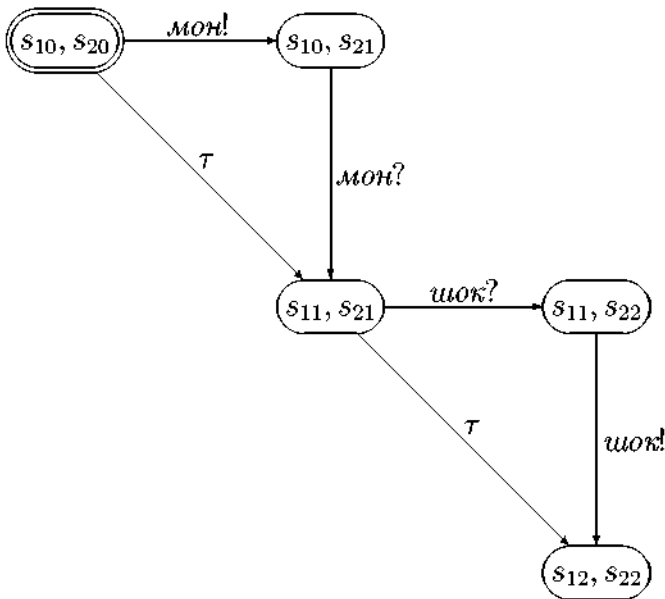 s₁₀, s₂₀
мон!
s₁₀, s₂₁
τ
мон?
s₁₁, s₂₁
шок?
s₁₁, s₂₂
τ
шок!
s₁₂, s₂₂